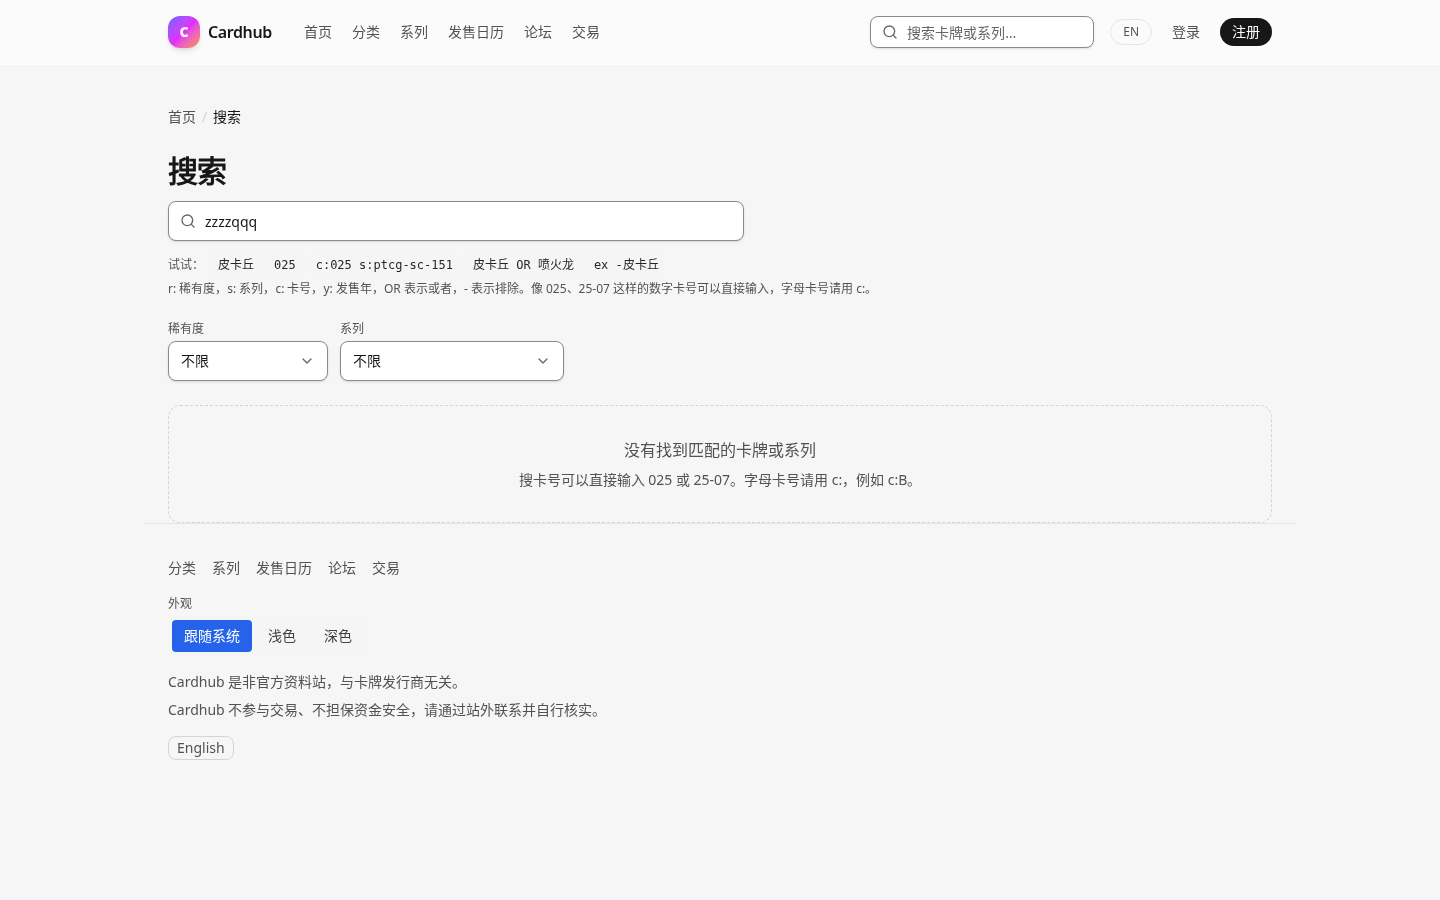 C Cardhub 首页 分类 系列 发售日历 论坛 交易 搜索卡牌或系列... EN 登录 注册
首页 / 搜索
搜索
zzzzqqq
试试： 皮卡丘 025 c:025 s:ptcg-sc-151 皮卡丘 OR 喷火龙 ex -皮卡丘
r: 稀有度，s: 系列，c: 卡号，y: 发售年，OR 表示或者，- 表示排除。像 025、25-07 这样的数字卡号可以直接输入，字母卡号请用 c:。
稀有度 系列
不限 不限
没有找到匹配的卡牌或系列
搜卡号可以直接输入 025 或 25-07。字母卡号请用 c:，例如 c:B。
分类 系列 发售日历 论坛 交易
外观
跟随系统 浅色 深色
Cardhub 是非官方资料站，与卡牌发行商无关。
Cardhub 不参与交易、不担保资金安全，请通过站外联系并自行核实。
English